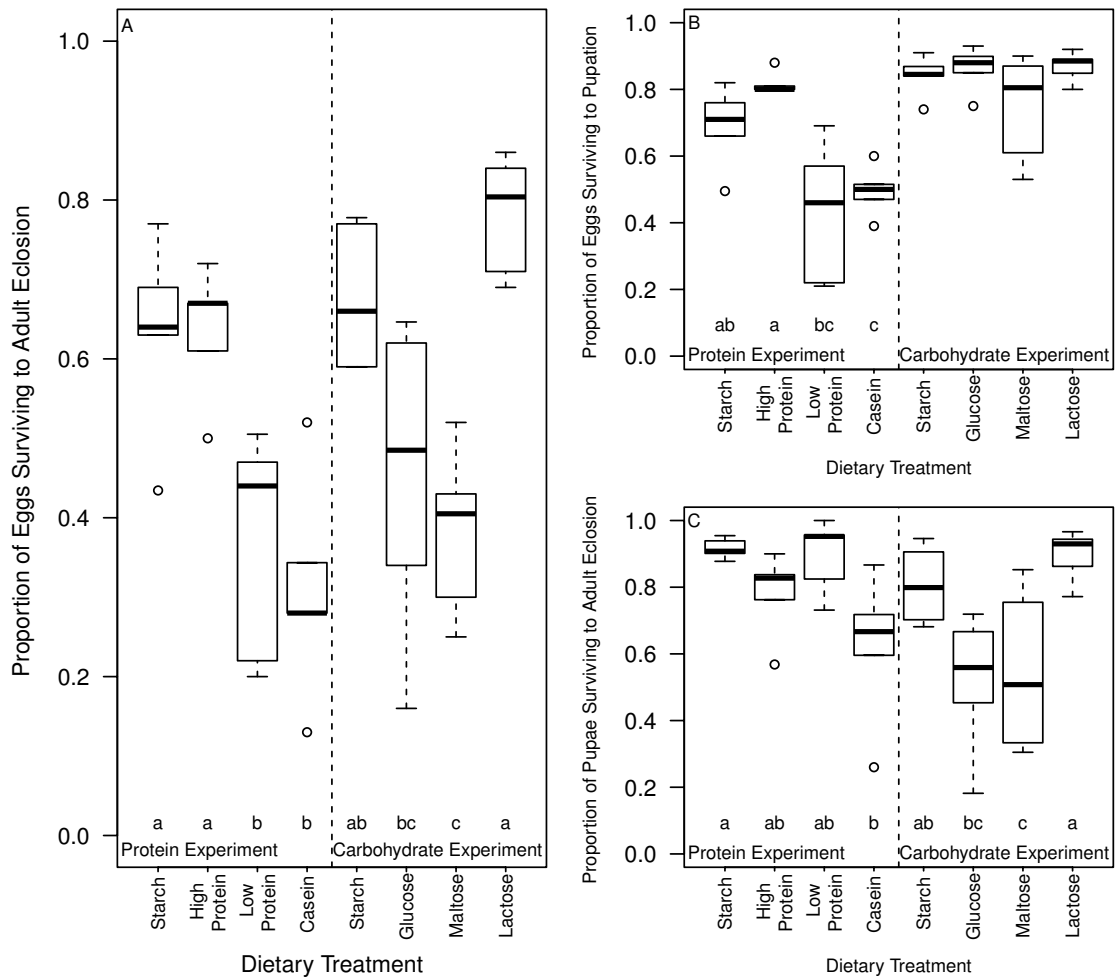 A
Proportion of Eggs Surviving to Adult Eclosion
1.0
0.8
0.6
0.4
0.2
0.0
a a b b ab bc c a
Protein Experiment Carbohydrate Experiment
Starch
High
Protein
Low
Protein
Casein
Starch
Glucose
Maltose
Lactose
Dietary Treatment
B
Proportion of Eggs Surviving to Pupation
1.0
0.8
0.6
0.4
0.2
0.0
ab a bc c
Protein Experiment Carbohydrate Experiment
Starch
High
Protein
Low
Protein
Casein
Starch
Glucose
Maltose
Lactose
Dietary Treatment
C
Proportion of Pupae Surviving to Adult Eclosion
1.0
0.8
0.6
0.4
0.2
0.0
a ab ab b ab bc c a
Protein Experiment Carbohydrate Experiment
Starch
High
Protein
Low
Protein
Casein
Starch
Glucose
Maltose
Lactose
Dietary Treatment